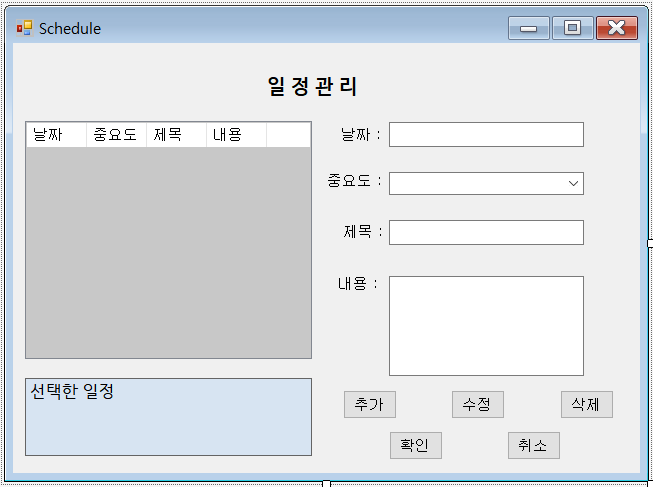 Schedule
일 정 관 리
날짜 중요도 제목 내용
날짜 :
중요도 :
제목 :
내용 :
선택한 일정
추가 수정 삭제
확인 취소